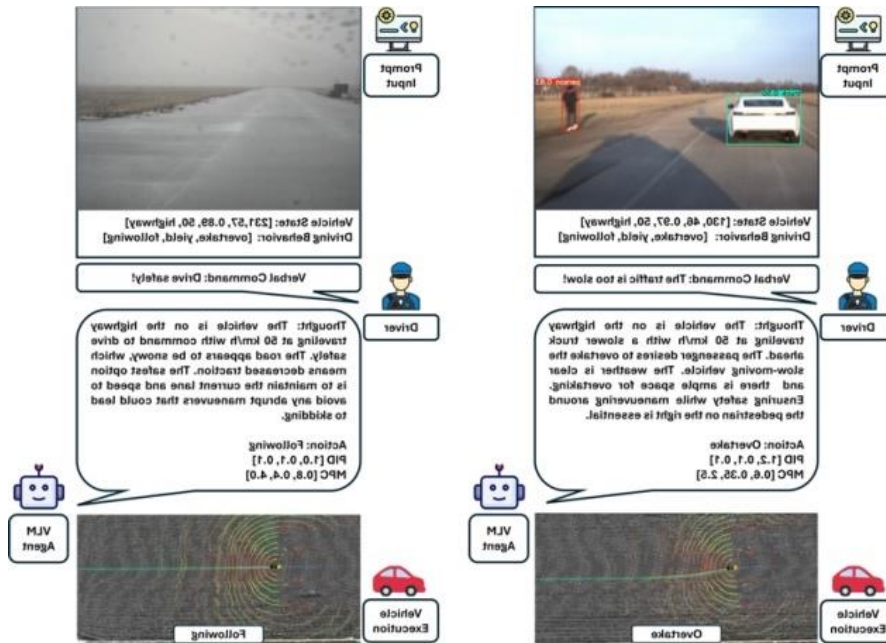 Prompt
Input
Vehicle State: [130, 46, 0.97, 50, highway]
Driving Behavior: [overtake, yield, following]
Driver
Verbal Command: The traffic is too slow!
Thought: The vehicle is on the highway
traveling at 50 km/h with a slower truck
ahead. The passenger desires to overtake the
slow-moving vehicle. The weather is clear
and there is ample space for overtaking.
Ensuring safety while maneuvering around
the pedestrian on the right is essential.
Action: Overtake
PID [1.2, 0.1, 0.1]
MPC [0.6, 0.35, 2.5]
VLM
Agent
Vehicle
Execution
Overtake
Prompt
Input
Vehicle State: [231,57, 0.89, 50, highway]
Driving Behavior: [overtake, yield, following]
Driver
Verbal Command: Drive safely!
Thought: The vehicle is on the highway
traveling at 50 km/h with command to drive
safely. The road appears to be snowy, which
means decreased traction. The safest option
is to maintain the current lane and speed to
avoid any abrupt maneuvers that could lead
to skidding.
Action: Following
PID [1.0, 0.1, 0.1]
MPC [0.8, 0.4, 4.0]
VLM
Agent
Vehicle
Execution
Following